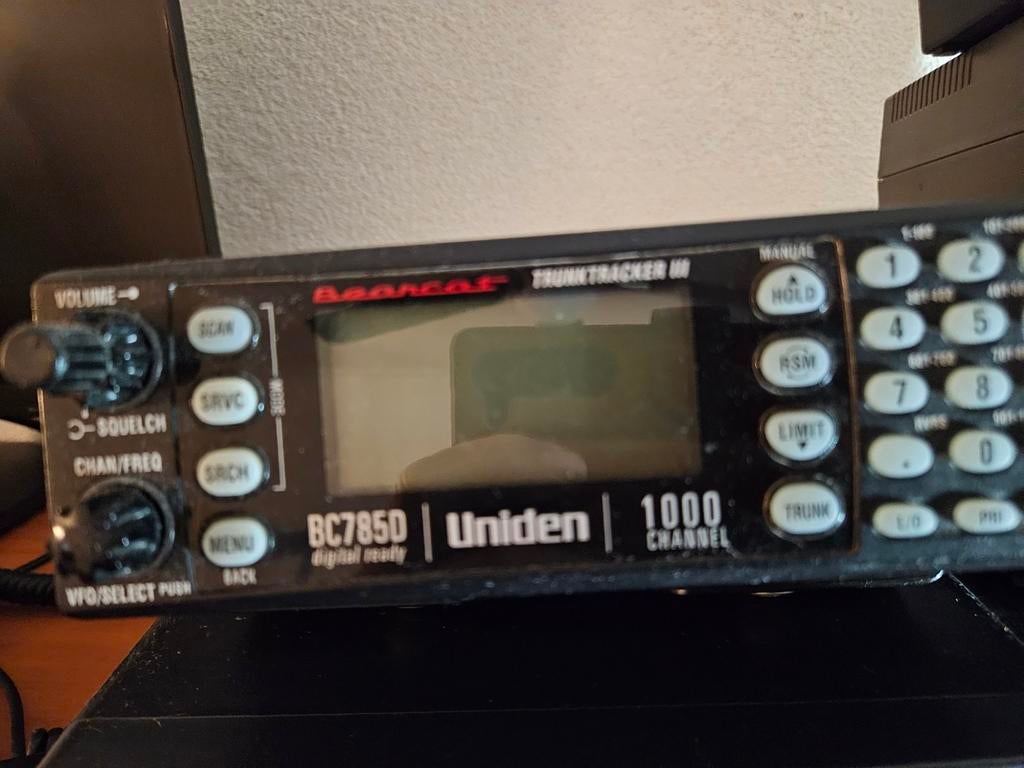 Bearcat TRUNKTRACKER III
VOLUME
SQUELCH
CHAN/FREQ
VFO/SELECT PUSH
SCAN
SRVC
SRCH
MENU
BACK
MODE
BC785D
digital ready
Uniden
1000
CHANNEL
MANUAL
HOLD
RSM
LIMIT
TRUNK
1 2
4 5
7 8
. 0
L/O PRI